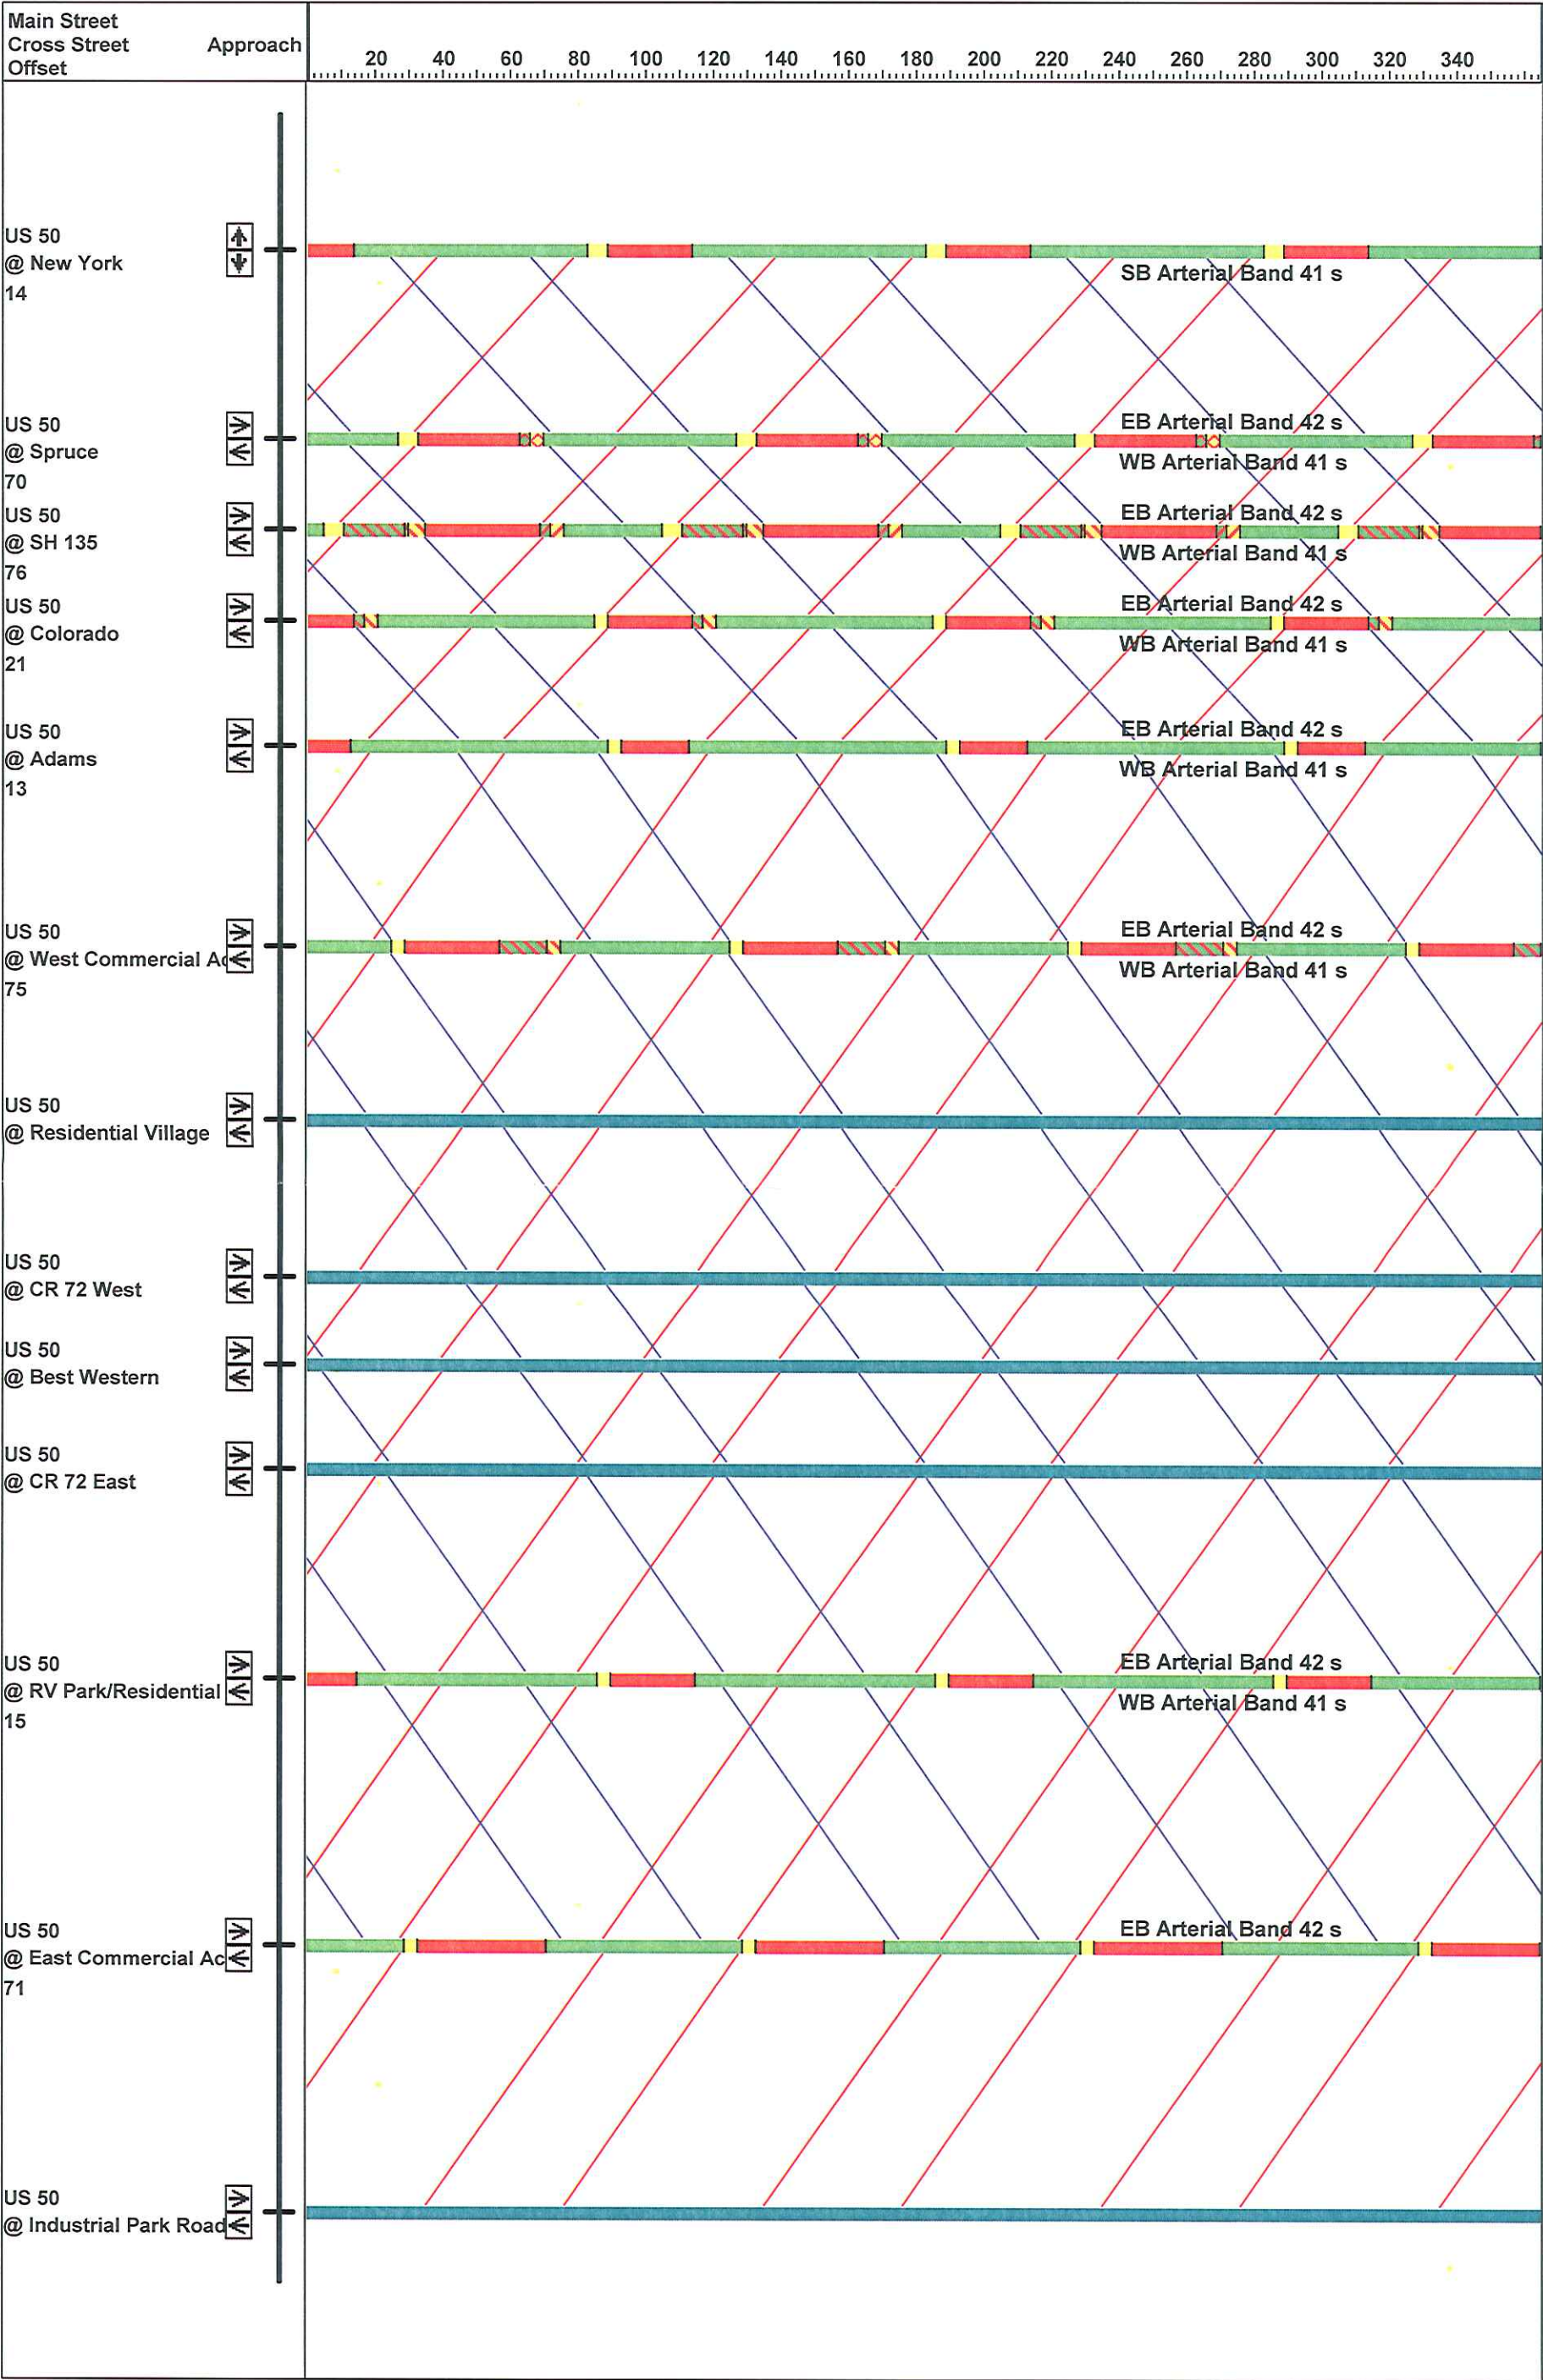 Main Street
Cross Street Approach
Offset
20 40 60 80 100 120 140 160 180 200 220 240 260 280 300 320 340
US 50
@ New York
14
SB Arterial Band 41 s
US 50
@ Spruce
70
EB Arterial Band 42 s
WB Arterial Band 41 s
US 50
@ SH 135
76
EB Arterial Band 42 s
WB Arterial Band 41 s
US 50
@ Colorado
21
EB Arterial Band 42 s
WB Arterial Band 41 s
US 50
@ Adams
13
EB Arterial Band 42 s
WB Arterial Band 41 s
US 50
@ West Commercial Ac
75
EB Arterial Band 42 s
WB Arterial Band 41 s
US 50
@ Residential Village
US 50
@ CR 72 West
US 50
@ Best Western
US 50
@ CR 72 East
US 50
@ RV Park/Residential
15
EB Arterial Band 42 s
WB Arterial Band 41 s
US 50
@ East Commercial Ac
71
EB Arterial Band 42 s
US 50
@ Industrial Park Road